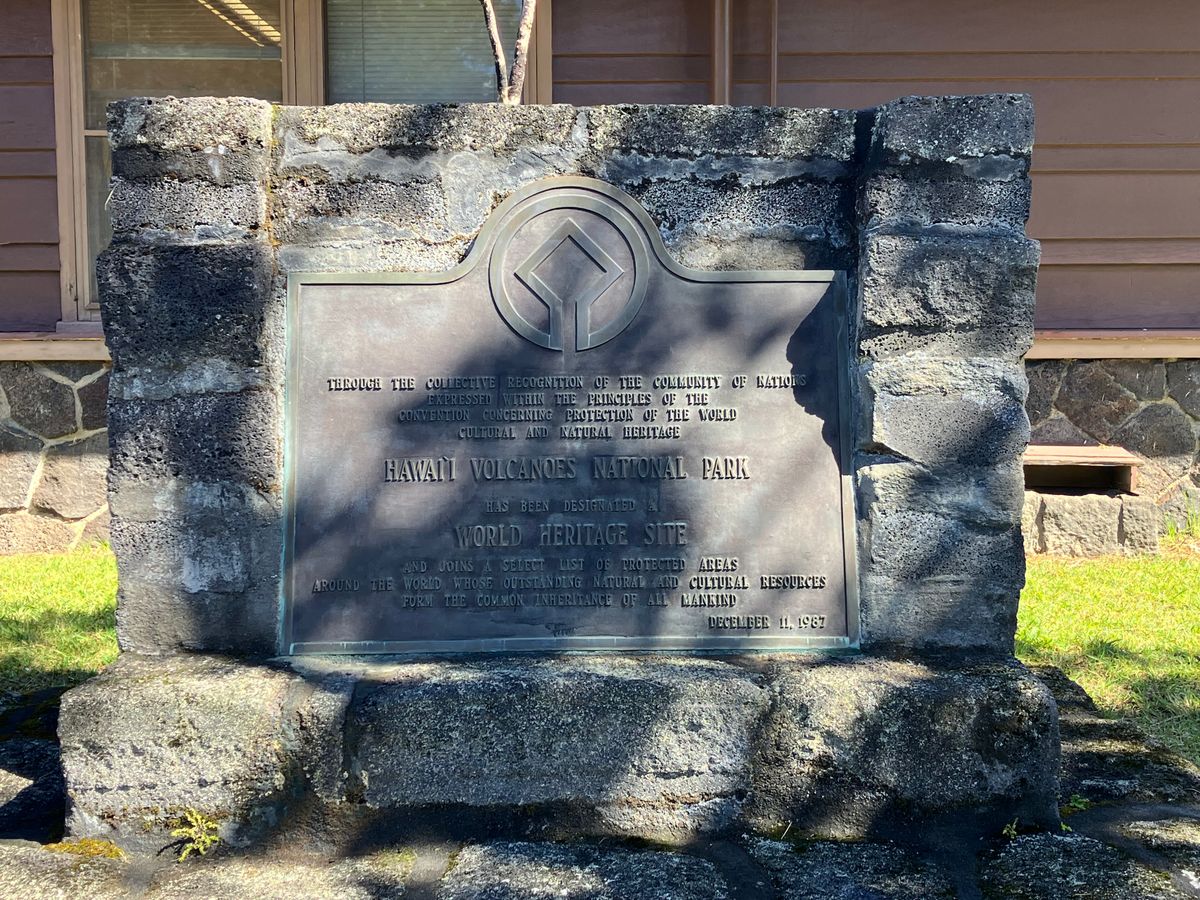 THROUGH THE COLLECTIVE RECOGNITION OF THE COMMUNITY OF NATIONS
EXPRESSED WITHIN THE PRINCIPLES OF THE
CONVENTION CONCERNING PROTECTION OF THE WORLD
CULTURAL AND NATURAL HERITAGE
HAWAI'I VOLCANOES NATIONAL PARK
HAS BEEN DESIGNATED A
WORLD HERITAGE SITE
AND JOINS A SELECT LIST OF PROTECTED AREAS
AROUND THE WORLD WHOSE OUTSTANDING NATURAL AND CULTURAL RESOURCES
FORM THE COMMON INHERITANCE OF ALL MANKIND
DECEMBER 11, 1987